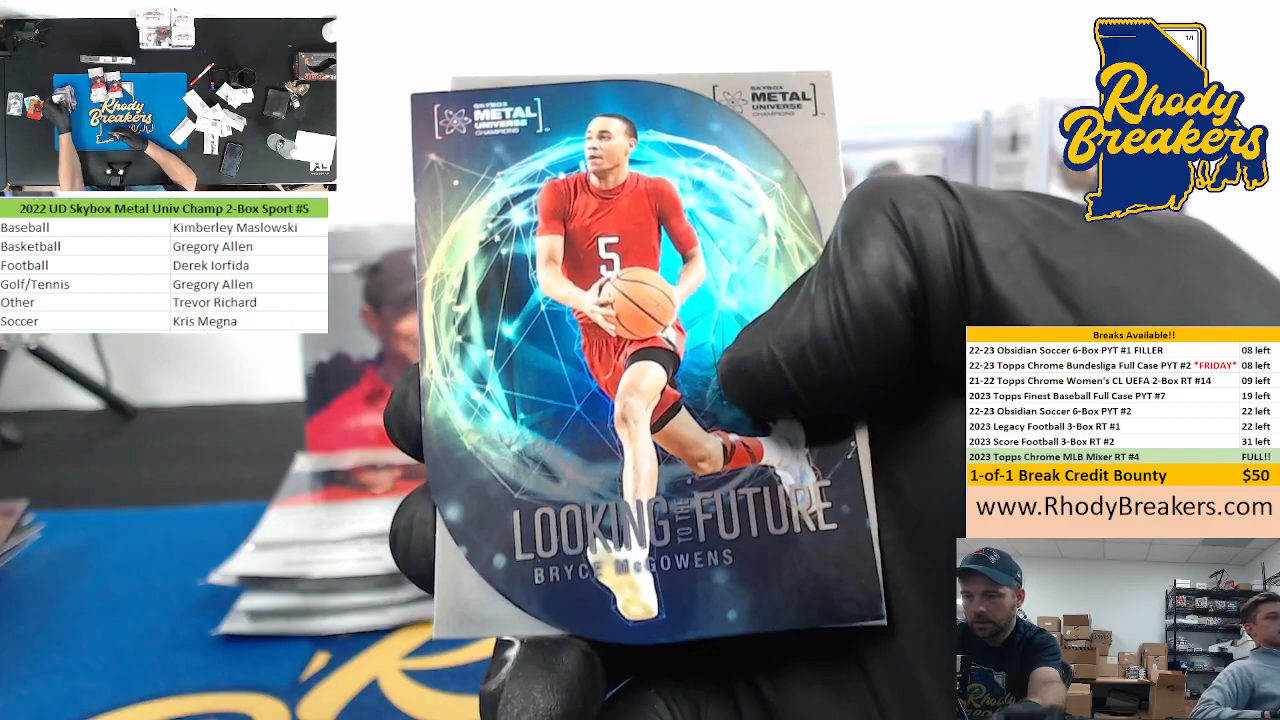 Rhody
Breakers
2022 UD Skybox Metal Univ Champ 2-Box Sport #5
Baseball Kimberley Maslowski
Basketball Gregory Allen
Football Derek Iorfida
Golf/Tennis Gregory Allen
Other Trevor Richard
Soccer Kris Megna
SKYBOX
METAL
UNIVERSE
CHAMPIONS
SKYBOX
METAL
UNIVERSE
CHAMPIONS
5
LOOKING TO THE FUTURE
BRYCE McGOWENS
1/1
Rhody
Breakers
Breaks Available!!
22-23 Obsidian Soccer 6-Box PYT #1 FILLER 08 left
22-23 Topps Chrome Bundesliga Full Case PYT #2 *FRIDAY* 08 left
21-22 Topps Chrome Women's CL UEFA 2-Box RT #14 09 left
2023 Topps Finest Baseball Full Case PYT #7 19 left
22-23 Obsidian Soccer 6-Box PYT #2 22 left
2023 Legacy Football 3-Box RT #1 22 left
2023 Score Football 3-Box RT #2 31 left
2023 Topps Chrome MLB Mixer RT #4 FULL!!
1-of-1 Break Credit Bounty $50
www.RhodyBreakers.com
Rhody